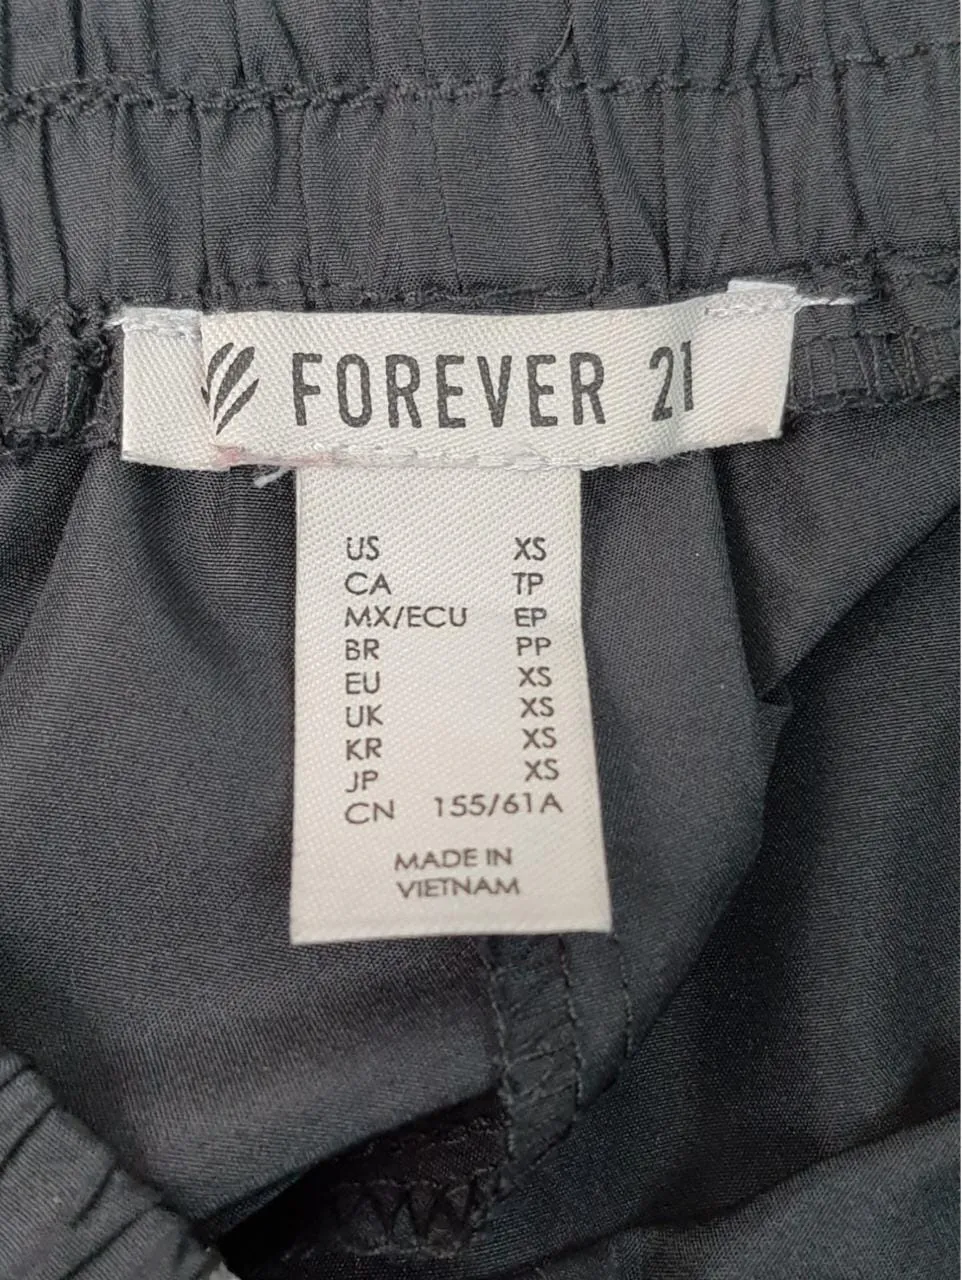 FOREVER 21
US XS
CA TP
MX/ECU EP
BR PP
EU XS
UK XS
KR XS
JP XS
CN 155/61A
MADE IN
VIETNAM